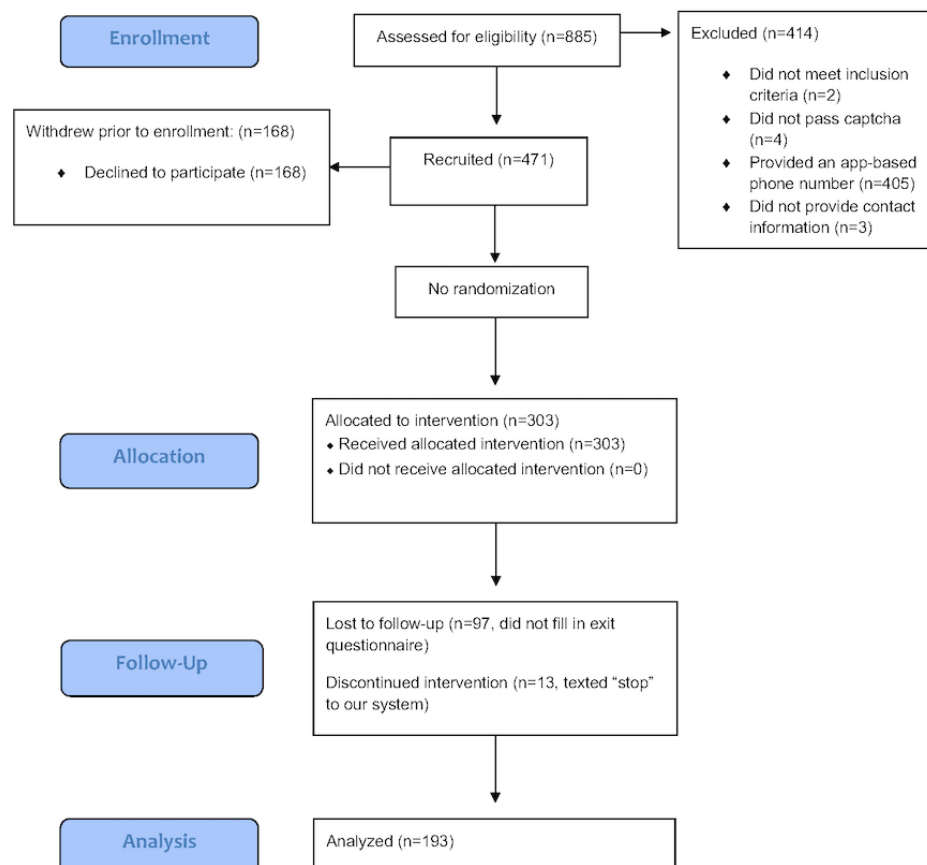 Enrollment
Assessed for eligibility (n=885)
Excluded (n=414)
♦ Did not meet inclusion
criteria (n=2)
♦ Did not pass captcha
(n=4)
♦ Provided an app-based
phone number (n=405)
♦ Did not provide contact
information (n=3)
Withdrew prior to enrollment: (n=168)
♦ Declined to participate (n=168)
Recruited (n=471)
No randomization
Allocation
Allocated to intervention (n=303)
♦ Received allocated intervention (n=303)
♦ Did not receive allocated intervention (n=0)
Follow-Up
Lost to follow-up (n=97, did not fill in exit
questionnaire)
Discontinued intervention (n=13, texted “stop”
to our system)
Analysis
Analyzed (n=193)